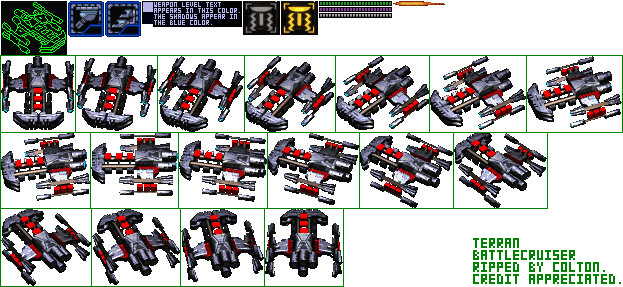 WEAPON LEVEL TEXT
APPEARS IN THIS COLOR.
THE SHADOWS APPEAR IN
THE BLUE COLOR.
TERRAN
BATTLECRUISER
RIPPED BY COLTON.
CREDIT APPRECIATED.